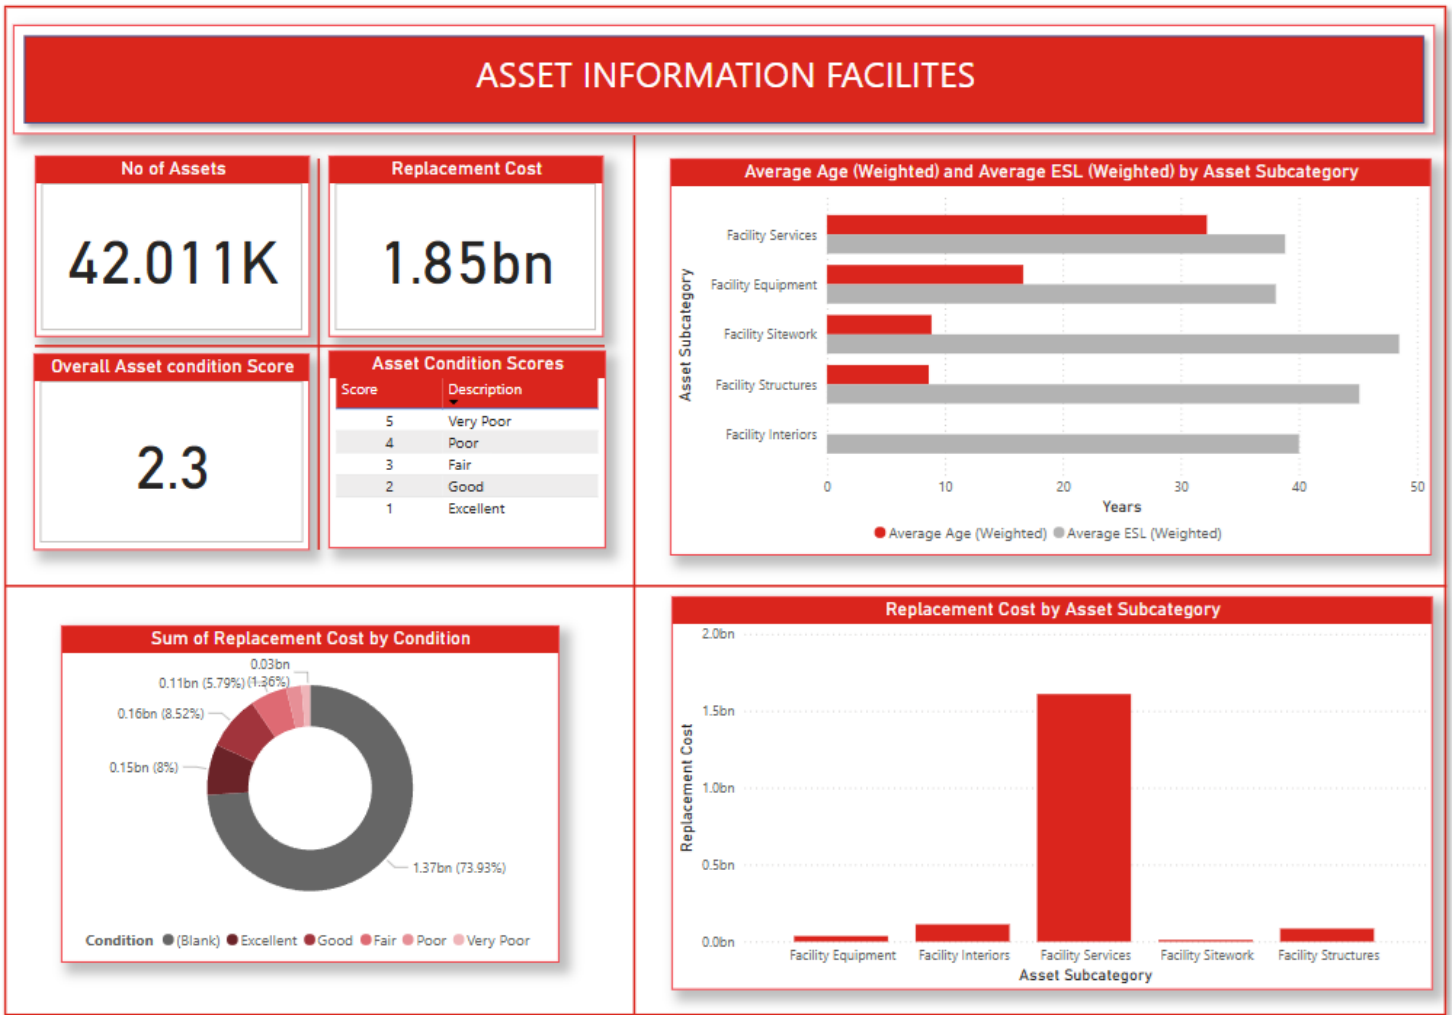 ASSET INFORMATION FACILITES
No of Assets
42.011K
Replacement Cost
1.85bn
Overall Asset condition Score
2.3
Asset Condition Scores
Score Description
5 Very Poor
4 Poor
3 Fair
2 Good
1 Excellent
Average Age (Weighted) and Average ESL (Weighted) by Asset Subcategory
Asset Subcategory
Facility Services
Facility Equipment
Facility Sitework
Facility Structures
Facility Interiors
0 10 20 30 40 50
Years
Average Age (Weighted) Average ESL (Weighted)
Sum of Replacement Cost by Condition
0.03bn
(1.36%)
0.11bn (5.79%)
0.16bn (8.52%)
0.15bn (8%)
1.37bn (73.93%)
Condition (Blank) Excellent Good Fair Poor Very Poor
Replacement Cost by Asset Subcategory
Replacement Cost
2.0bn
1.5bn
1.0bn
0.5bn
0.0bn
Facility Equipment Facility Interiors Facility Services Facility Sitework Facility Structures
Asset Subcategory